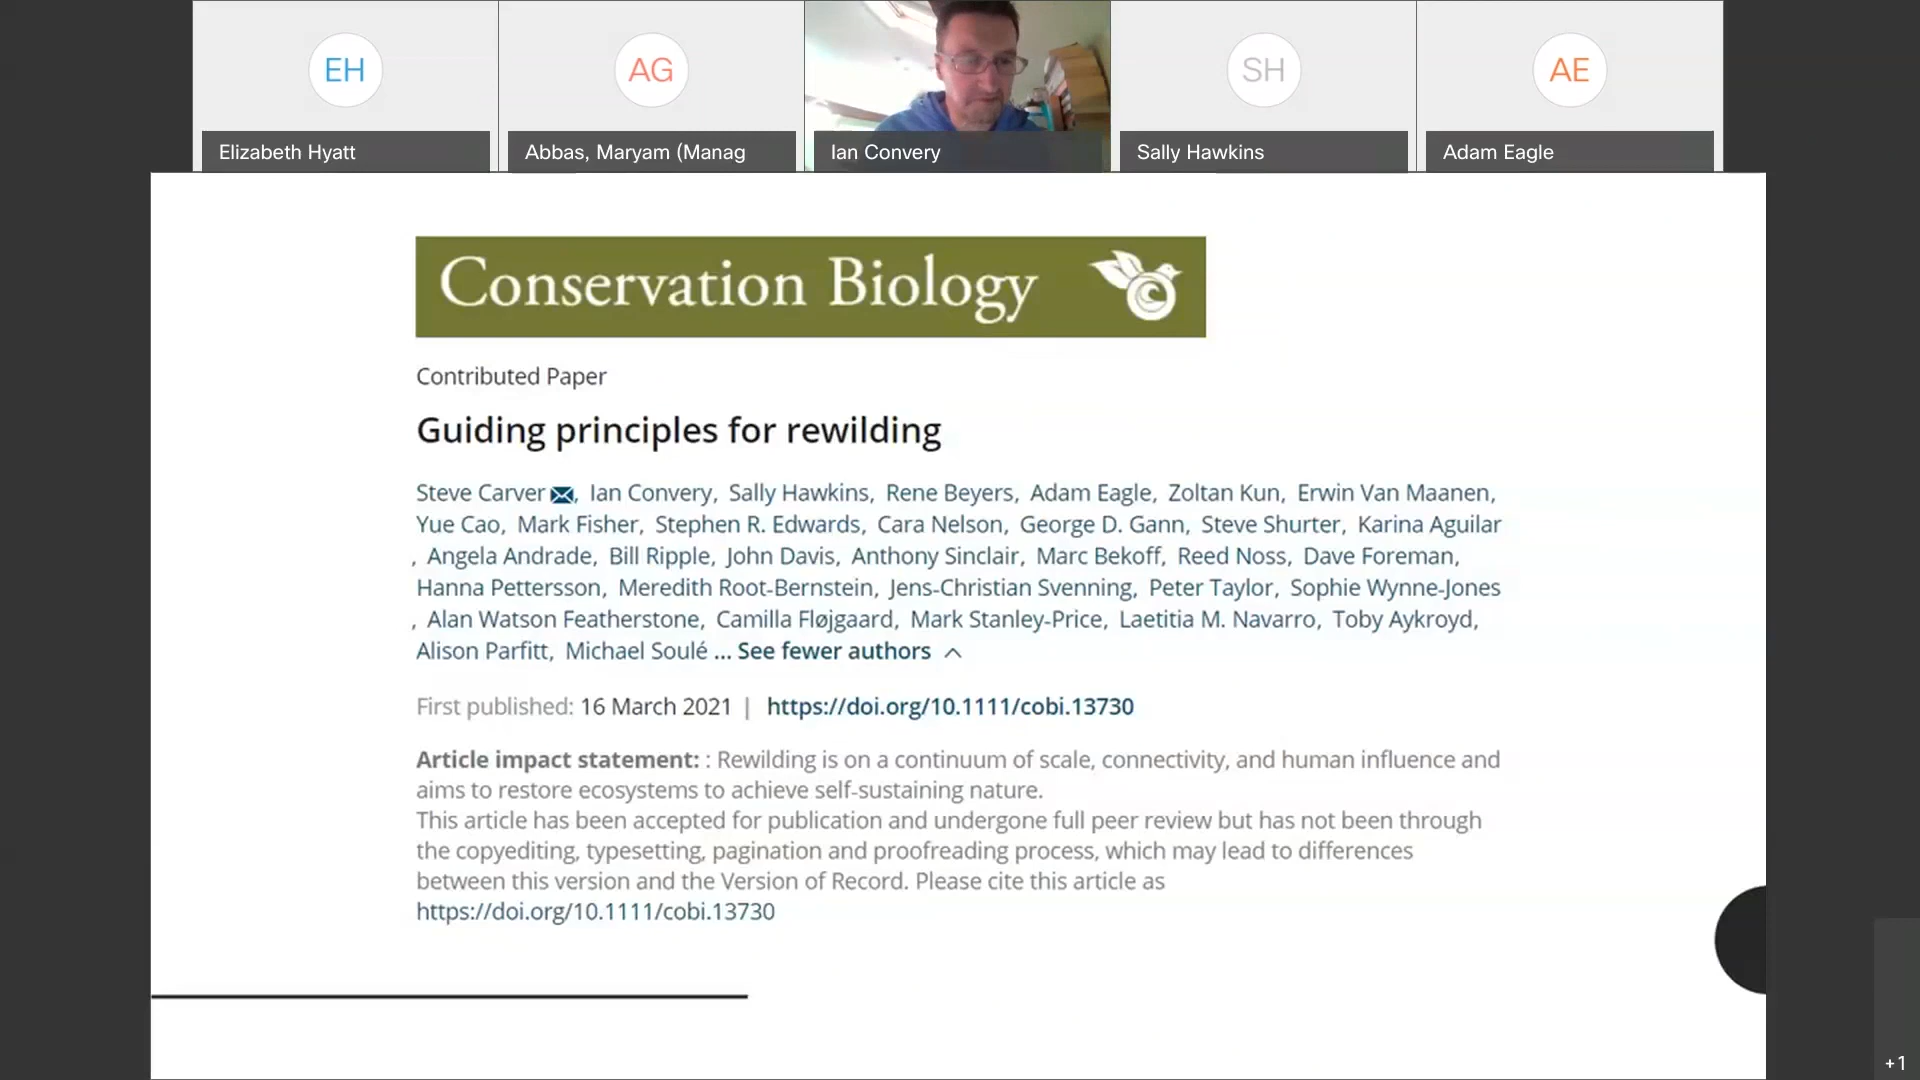 EH
AG
SH
AE
Elizabeth Hyatt
Abbas, Maryam (Manag
Ian Convery
Sally Hawkins
Adam Eagle
Conservation Biology
Contributed Paper
Guiding principles for rewilding
Steve Carver, Ian Convery, Sally Hawkins, Rene Beyers, Adam Eagle, Zoltan Kun, Erwin Van Maanen,
Yue Cao, Mark Fisher, Stephen R. Edwards, Cara Nelson, George D. Gann, Steve Shurter, Karina Aguilar
, Angela Andrade, Bill Ripple, John Davis, Anthony Sinclair, Marc Bekoff, Reed Noss, Dave Foreman,
Hanna Pettersson, Meredith Root-Bernstein, Jens-Christian Svenning, Peter Taylor, Sophie Wynne-Jones
, Alan Watson Featherstone, Camilla Fløjgaard, Mark Stanley-Price, Laetitia M. Navarro, Toby Aykroyd,
Alison Parfitt, Michael Soulé ... See fewer authors
First published: 16 March 2021 | https://doi.org/10.1111/cobi.13730
Article impact statement: : Rewilding is on a continuum of scale, connectivity, and human influence and
aims to restore ecosystems to achieve self-sustaining nature.
This article has been accepted for publication and undergone full peer review but has not been through
the copyediting, typesetting, pagination and proofreading process, which may lead to differences
between this version and the Version of Record. Please cite this article as
https://doi.org/10.1111/cobi.13730
+1